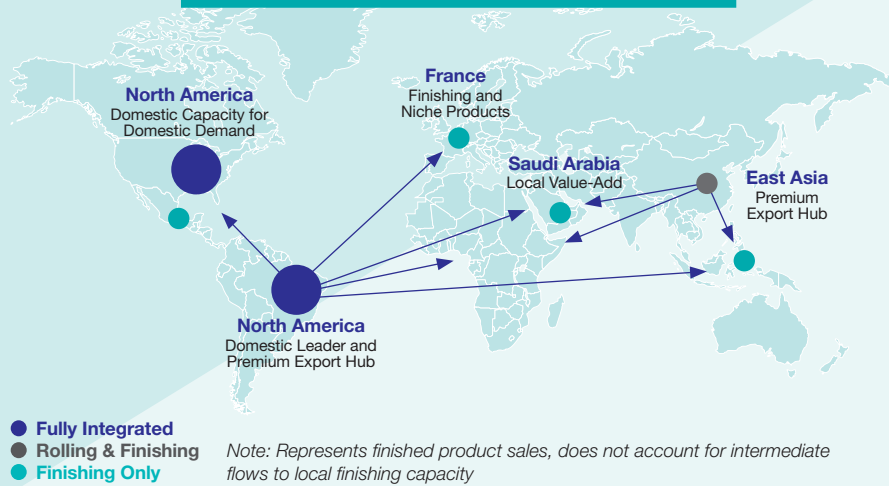 North America
Domestic Capacity for
Domestic Demand
France
Finishing and
Niche Products
Saudi Arabia
Local Value-Add
East Asia
Premium
Export Hub
North America
Domestic Leader and
Premium Export Hub
Fully Integrated
Rolling & Finishing
Finishing Only
Note: Represents finished product sales, does not account for intermediate
flows to local finishing capacity